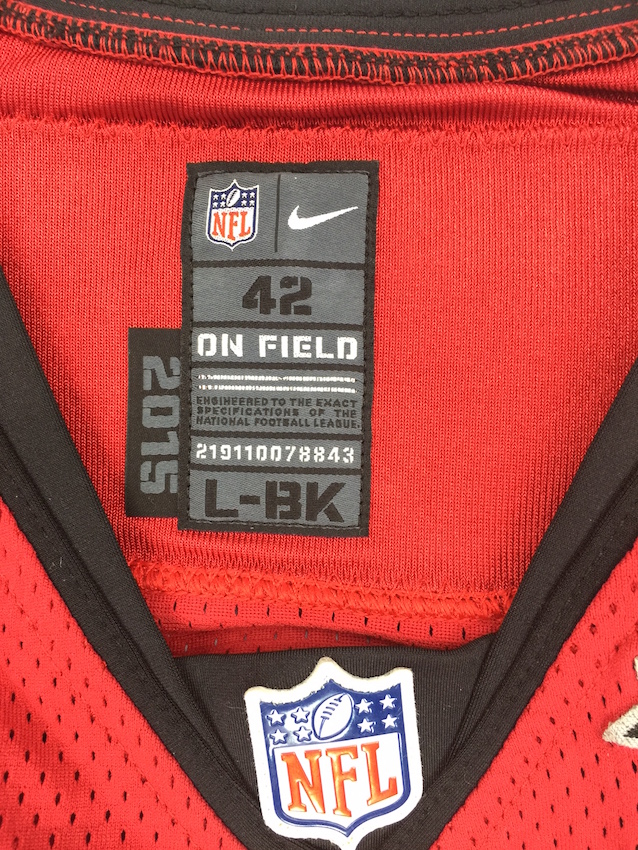 NFL
42
ON FIELD
ENGINEERED TO THE EXACT
SPECIFICATIONS OF THE
NATIONAL FOOTBALL LEAGUE.
219110078843
L-BK
2015
NFL